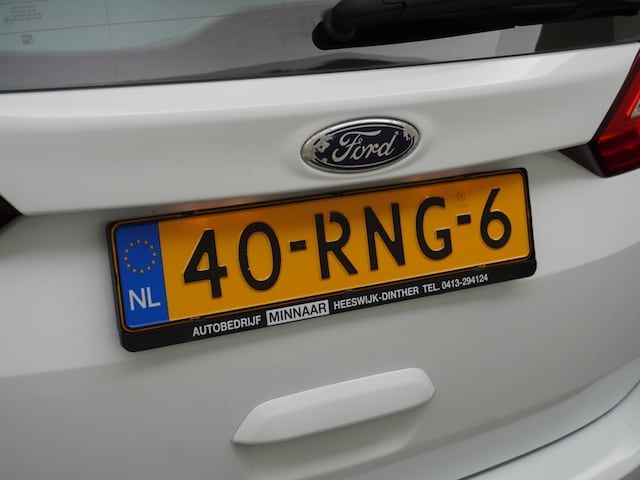 Ford
NL 40-RNG-6
AUTOBEDRIJF MINNAAR HEESWIJK-DINTHER TEL. 0413-294124